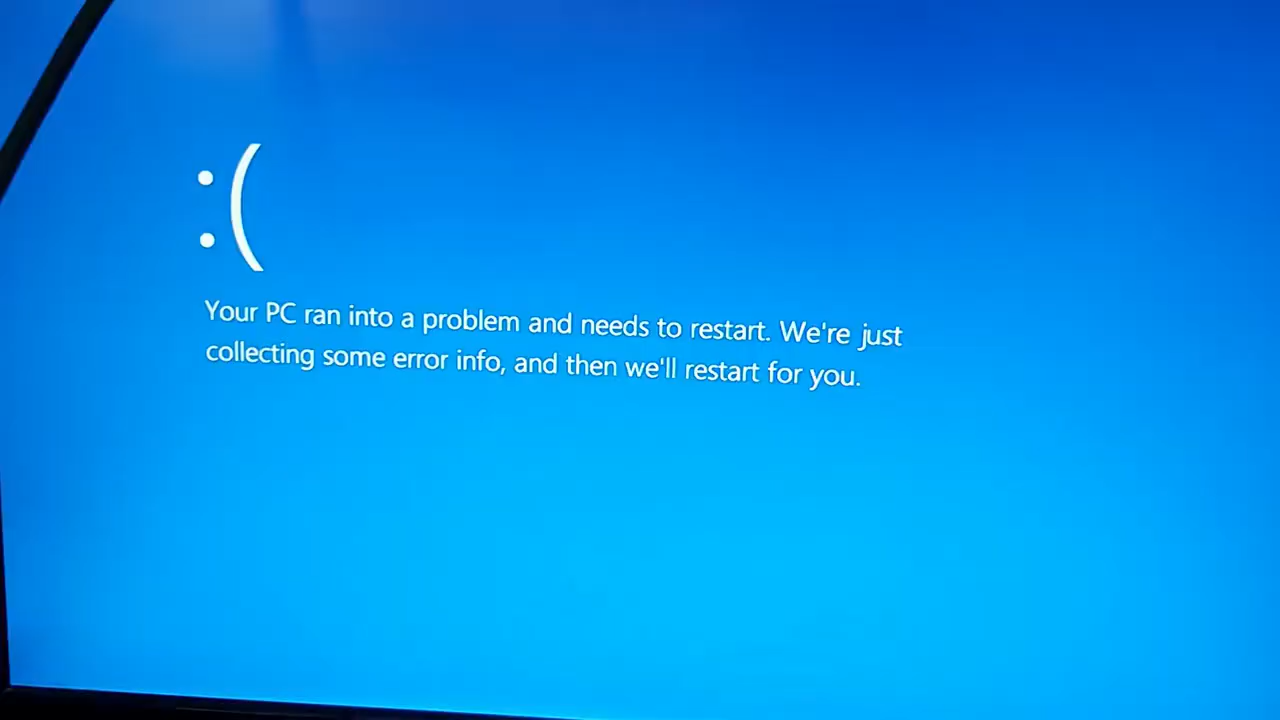 :(
Your PC ran into a problem and needs to restart. We're just
collecting some error info, and then we'll restart for you.